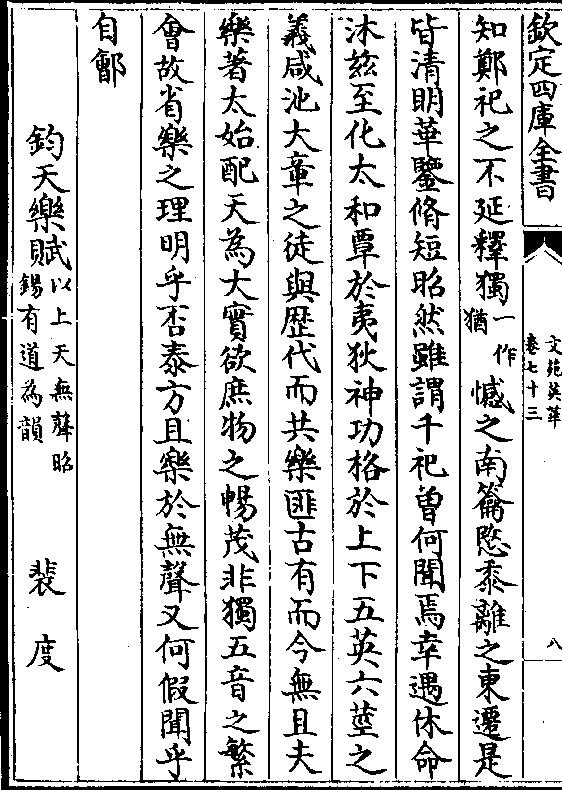 欽定四庫全書
文苑英華
卷七十三
八
知鄭祀之不延釋獨一作猶憾之南籥愍黍離之東遷是
皆清明華鑒脩短昭然雖謂千祀曾何聞焉幸遇休命
沐兹至化太和覃於夷狄神功格於上下五英六莖之
義咸池大章之徒與歴代而共樂匪古有而今無且夫
樂著太始配天為大實欲庶物之暢茂非獨五音之繁
會故省樂之理明乎否泰方且樂於無聲又何假聞乎
自鄶
鈞天樂賦以上天無聲昭錫有道為韻 裴度